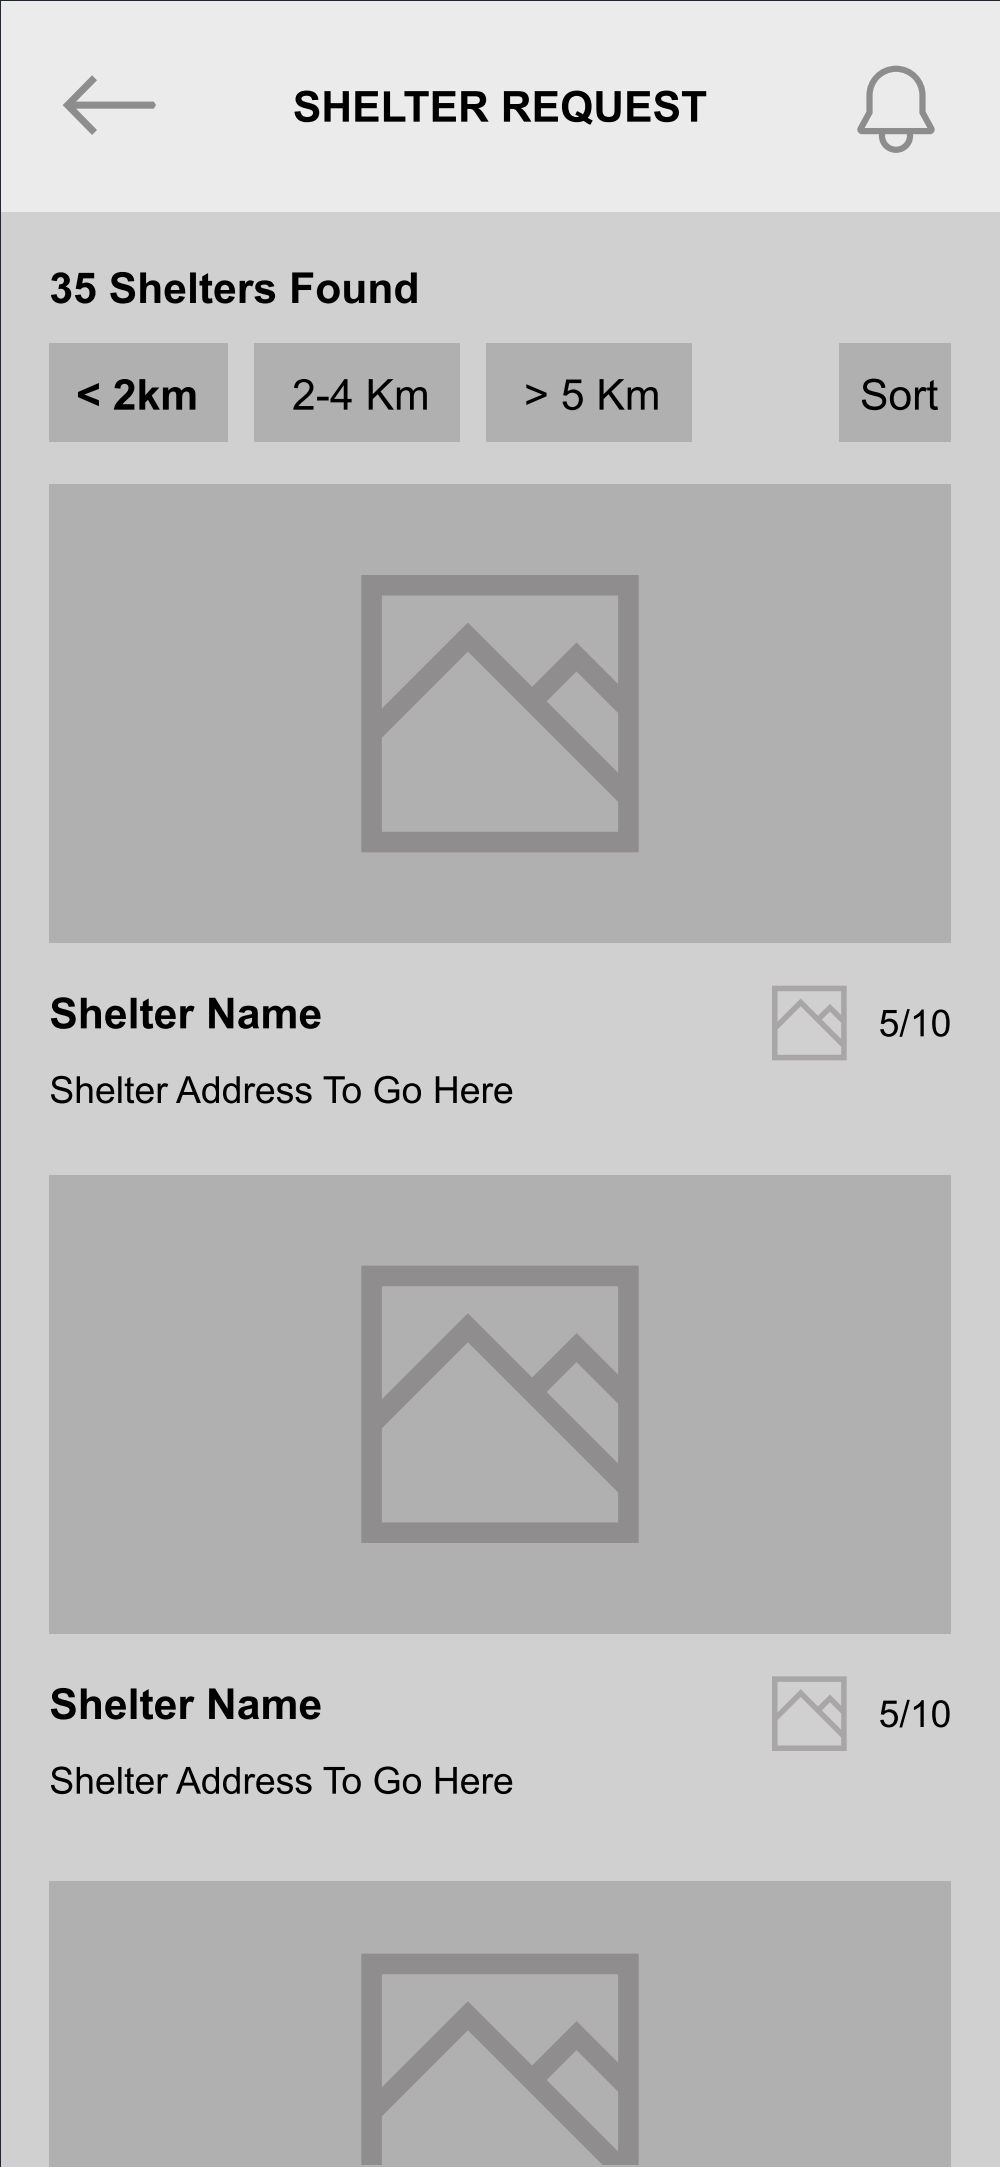 SHELTER REQUEST
35 Shelters Found
< 2km 2-4 Km > 5 Km Sort
Shelter Name 5/10
Shelter Address To Go Here
Shelter Name 5/10
Shelter Address To Go Here